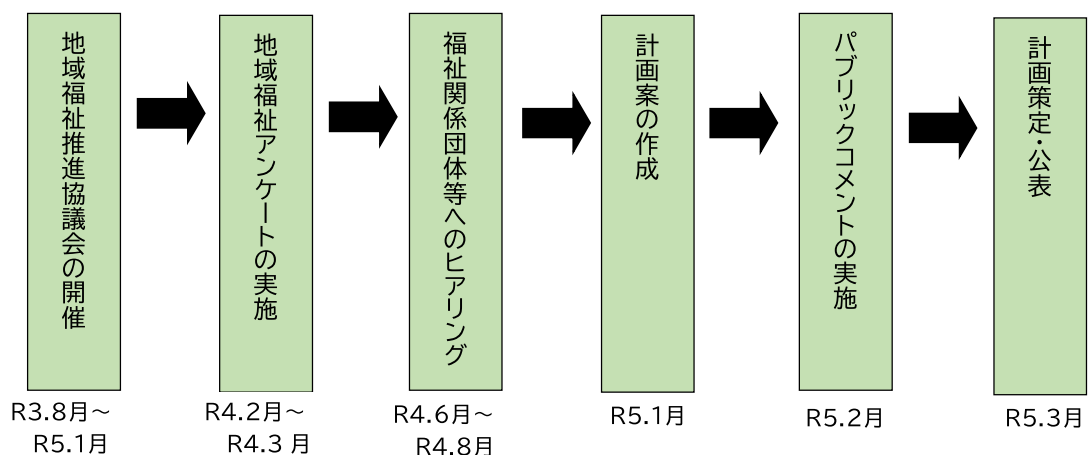 地域福祉推進協議会の開催
R3.8月～
R5.1月
地域福祉アンケートの実施
R4.2月～
R4.3 月
福祉関係団体等へのヒアリング
R4.6月～
R4.8月
計画案の作成
R5.1月
パブリックコメントの実施
R5.2月
計画策定・公表
R5.3月